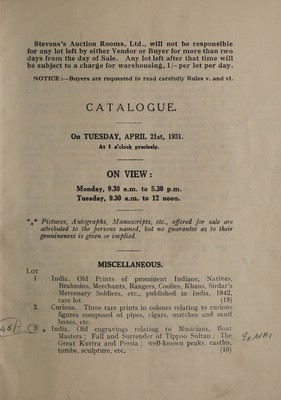 Stevens's Auction Rooms, Ltd., will not be responsible
for any lot left by either Vendor or Buyer for more than two
days from the day of Sale. Any lot left after that time will
be subject to a charge for warehousing, 1/- per lot per day.
NOTICE :—Buyers are requested to read carefully Rules v. and vi.
CATALOGUE.
On TUESDAY, APRIL 21st, 1931.
At 1 o'clock precisely.
ON VIEW :
Monday, 9.30 a.m. to 5.30 p.m.
Tuesday, 9.30 a.m. to 12 noon.
*** Pictures, Autographs, Manuscripts, etc., offered for sale are
attributed to the persons named, but no guarantee as to their
genuineness is given or implied.
MISCELLANEOUS.
Lot
1 India. Old Prints of prominent Indians, Natives,
Brahmins, Merchants, Rangers, Coolies, Khans, Sirdar's
Mercenary Soldiers, etc., published in India, 1842,
rare lot (15)
2 Curious. Three rare prints in colours relating to curious
figures composed of pipes, cigars, matches and snuff
boxes, etc.
3 India. Old engravings relating to Musicians, Boat
Masters; Fall and Surrender of Tippoo Sultan; The
Great Kuttra and Persia; well-known peaks, castles,
tombs, sculpture, etc. (10)